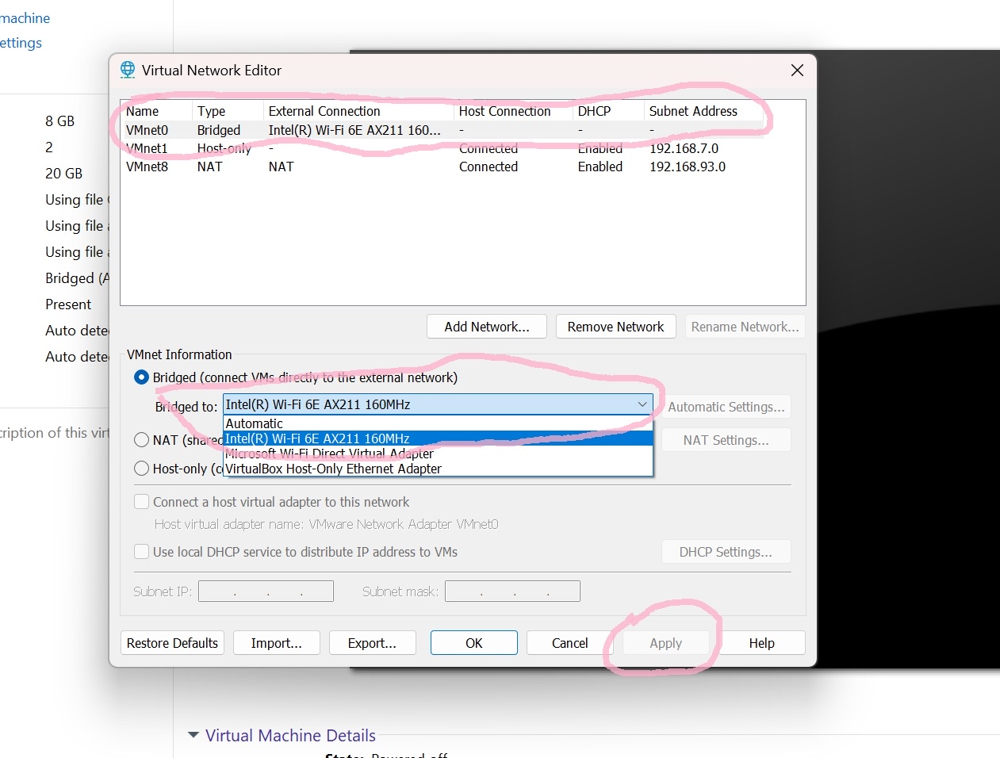 machine
ettings
Virtual Network Editor
Name Type External Connection Host Connection DHCP Subnet Address
VMnet0 Bridged Intel(R) Wi-Fi 6E AX211 160... - - -
VMnet1 Host-only - Connected Enabled 192.168.7.0
VMnet8 NAT NAT Connected Enabled 192.168.93.0
8 GB
2
20 GB
Using file
Using file a
Using file a
Bridged (A
Present
Auto dete
Auto dete
cription of this virt
Add Network... Remove Network Rename Network...
VMnet Information
Bridged (connect VMs directly to the external network)
Bridged to: Intel(R) Wi-Fi 6E AX211 160MHz Automatic Settings...
Automatic
Intel(R) Wi-Fi 6E AX211 160MHz
Microsoft Wi-Fi Direct Virtual Adapter
VirtualBox Host-Only Ethernet Adapter
NAT (shared NAT Settings...
Host-only (c
Connect a host virtual adapter to this network
Host virtual adapter name: VMware Network Adapter VMnet0
Use local DHCP service to distribute IP address to VMs DHCP Settings...
Subnet IP: . . . Subnet mask: . . .
Restore Defaults Import... Export... OK Cancel Apply Help
Virtual Machine Details
State: Powered off